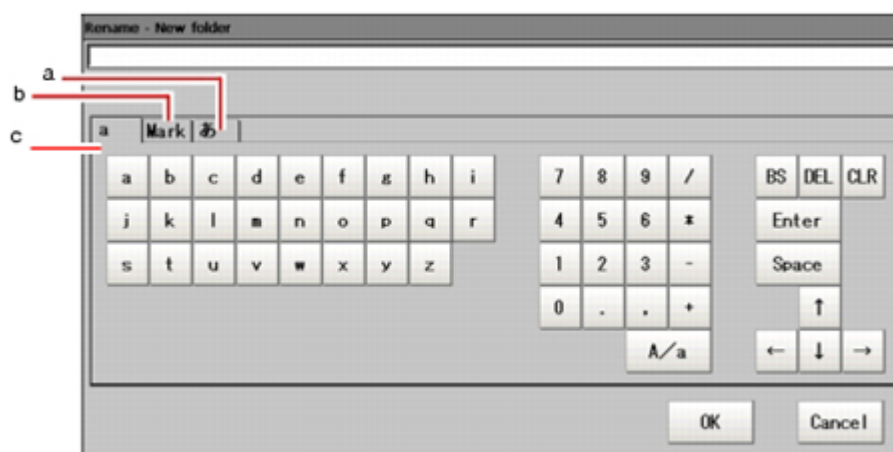 Rename - New folder
a
b
c
a Mark あ
a b c d e f g h i 7 8 9 / BS DEL CLR
j k l m n o p q r 4 5 6 * Enter
s t u v w x y z 1 2 3 - Space
0 . , + ↑
A/a ← ↓ →
OK Cancel